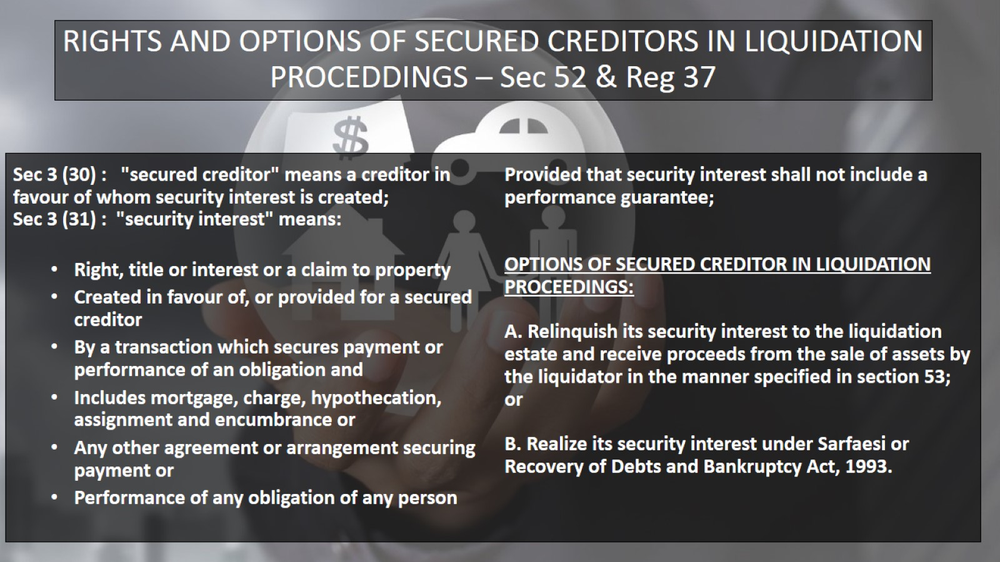 RIGHTS AND OPTIONS OF SECURED CREDITORS IN LIQUIDATION
PROCEDDINGS – Sec 52 & Reg 37
$
Sec 3 (30) :   "secured creditor" means a creditor in
favour of whom security interest is created;
Sec 3 (31) :  "security interest" means:
• Right, title or interest or a claim to property
• Created in favour of, or provided for a secured
creditor
• By a transaction which secures payment or
performance of an obligation and
• Includes mortgage, charge, hypothecation,
assignment and encumbrance or
• Any other agreement or arrangement securing
payment or
• Performance of any obligation of any person
Provided that security interest shall not include a
performance guarantee;
OPTIONS OF SECURED CREDITOR IN LIQUIDATION
PROCEEDINGS:
A. Relinquish its security interest to the liquidation
estate and receive proceeds from the sale of assets by
the liquidator in the manner specified in section 53;
or
B. Realize its security interest under Sarfaesi or
Recovery of Debts and Bankruptcy Act, 1993.